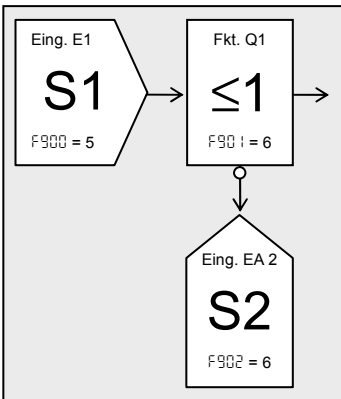 Eing. E1
S1
F900 = 5
Fkt. Q1
≤1
F901 = 6
Eing. EA 2
S2
F902 = 6